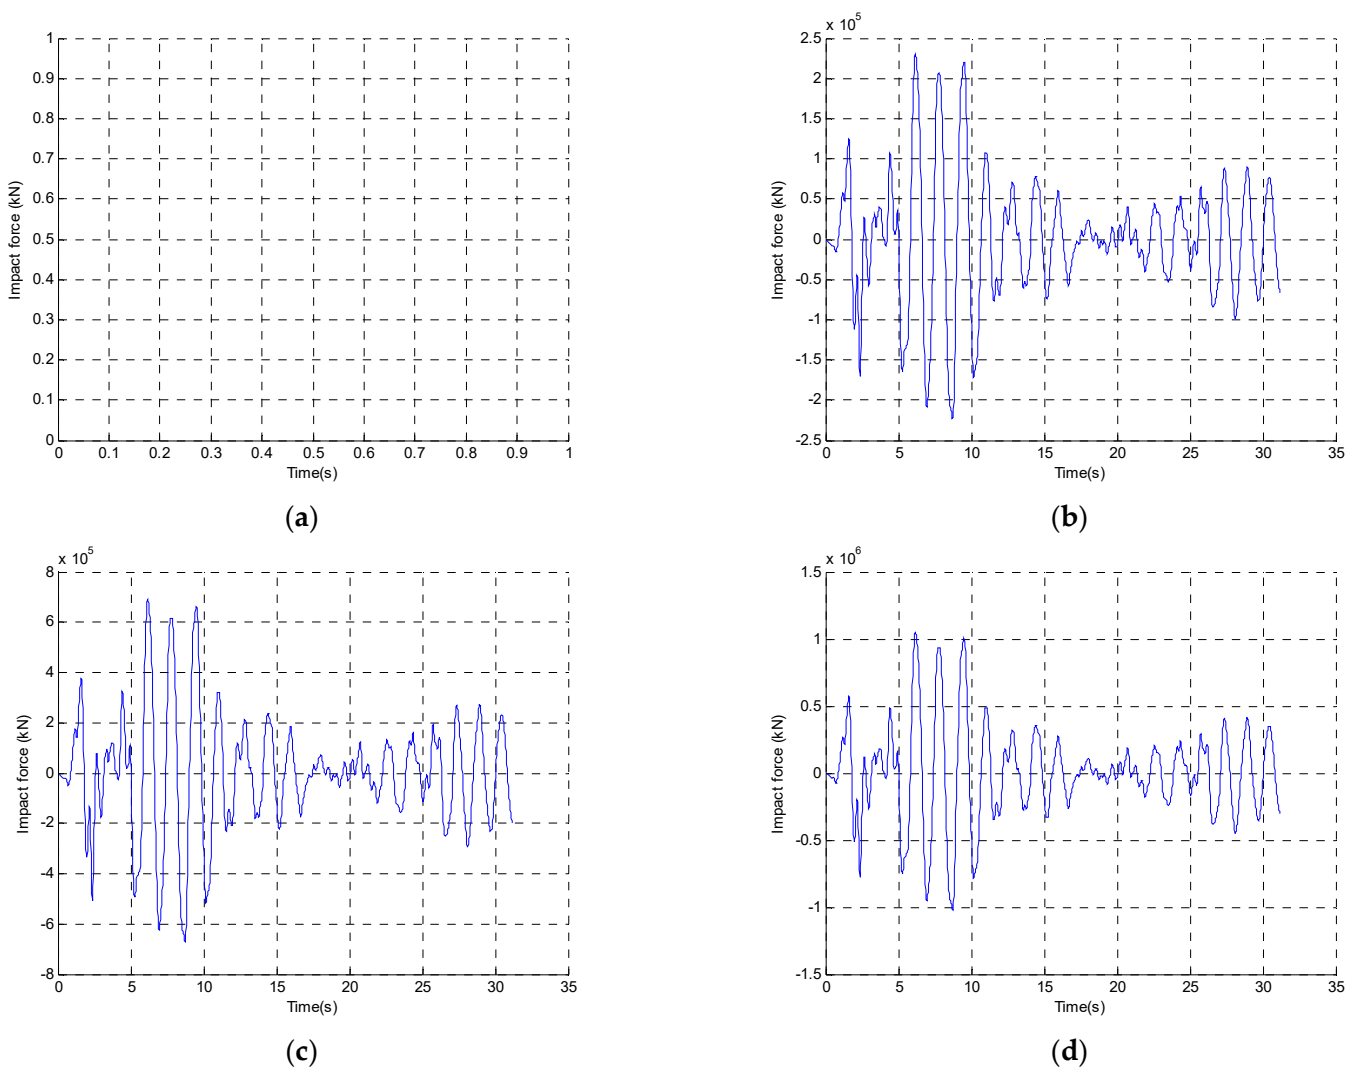 1
0.9
0.8
0.7
0.6
0.5
0.4
0.3
0.2
0.1
0
Impact force (kN)
0 0.1 0.2 0.3 0.4 0.5 0.6 0.7 0.8 0.9 1
Time(s)
(a)
x 10^5
2.5
2
1.5
1
0.5
0
-0.5
-1
-1.5
-2
-2.5
Impact force (kN)
0 5 10 15 20 25 30 35
Time(s)
(b)
x 10^5
8
6
4
2
0
-2
-4
-6
-8
Impact force (kN)
0 5 10 15 20 25 30 35
Time(s)
(c)
x 10^6
1.5
1
0.5
0
-0.5
-1
-1.5
Impact force (kN)
0 5 10 15 20 25 30 35
Time(s)
(d)